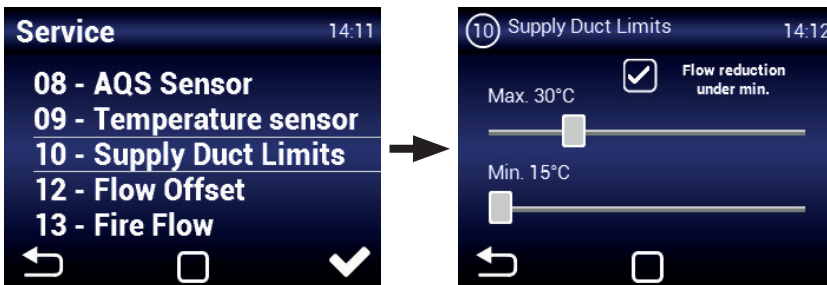 Service 14:11
08 - AQS Sensor
09 - Temperature sensor
10 - Supply Duct Limits
12 - Flow Offset
13 - Fire Flow
10 Supply Duct Limits 14:12
Flow reduction
under min.
Max. 30°C
Min. 15°C